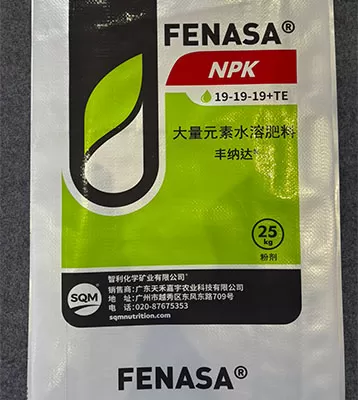 FENASA®
NPK
19-19-19+TE
大量元素水溶肥料
丰纳达®
25
kg
粉剂
SQM
智利化学矿业有限公司®
销售商:广东天禾嘉宇农业科技有限公司
地　址:广州市越秀区东风东路709号
电　话:020-87675353
sqmnutrition.com
FENASA®